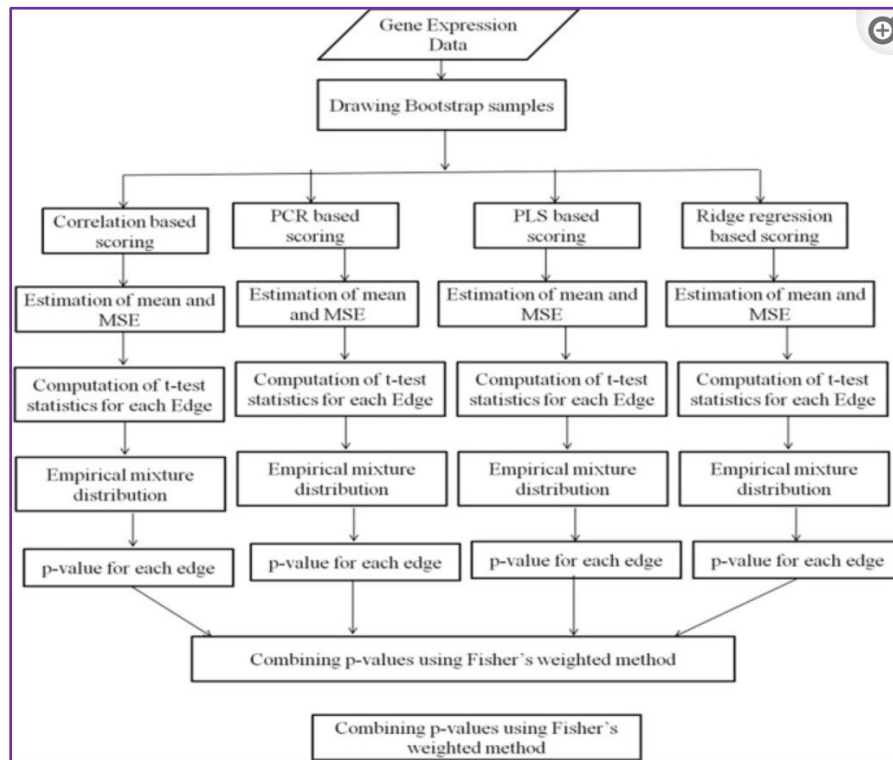 Gene Expression
Data
Drawing Bootstrap samples
Correlation based
scoring
PCR based
scoring
PLS based
scoring
Ridge regression
based scoring
Estimation of mean and
MSE
Estimation of mean
and MSE
Estimation of mean and
MSE
Estimation of mean and
MSE
Computation of t-test
statistics for each Edge
Computation of t-test
statistics for each Edge
Computation of t-test
statistics for each Edge
Computation of t-test
statistics for each Edge
Empirical mixture
distribution
Empirical mixture
distribution
Empirical mixture
distribution
Empirical mixture
distribution
p-value for each edge
p-value for each edge
p-value for each edge
p-value for each edge
Combining p-values using Fisher's weighted method
Combining p-values using Fisher's
weighted method